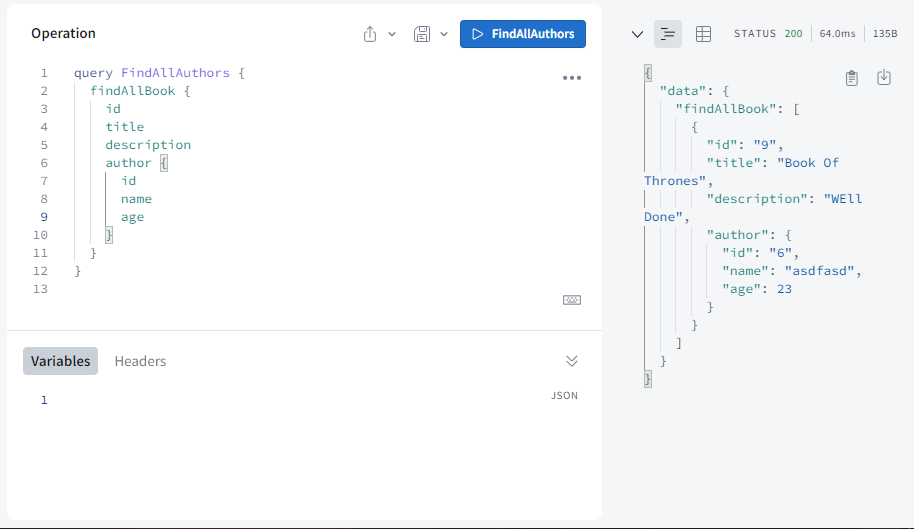 Operation
FindAllAuthors
1 query FindAllAuthors {
2 findAllBook {
3 id
4 title
5 description
6 author {
7 id
8 name
9 age
10 }
11 }
12 }
13
Variables Headers
1
JSON
STATUS 200 64.0ms 135B
{
"data": {
"findAllBook": [
{
"id": "9",
"title": "Book Of
Thrones",
"description": "WEll
Done",
"author": {
"id": "6",
"name": "asdfasd",
"age": 23
}
}
]
}
}